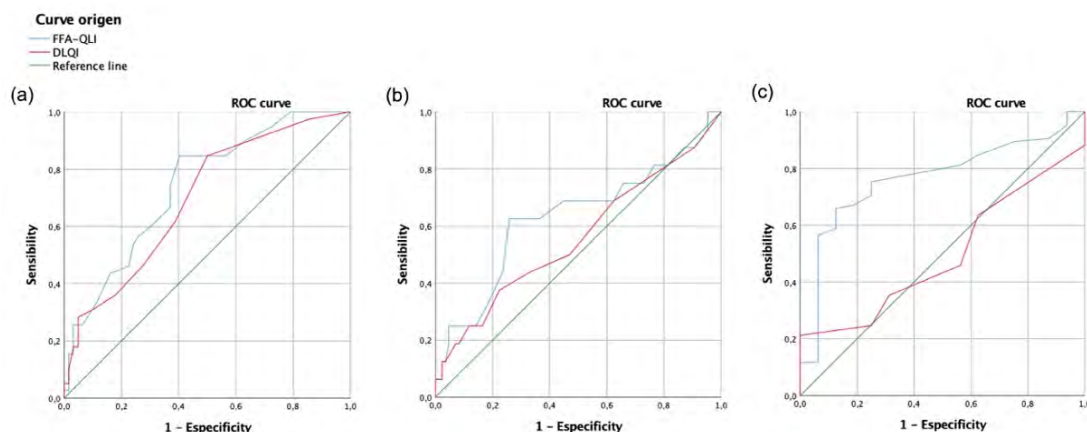 Curve origen
FFA-QLI
DLQI
Reference line
(a)
ROC curve
Sensibility
1,0
0,8
0,6
0,4
0,2
0,0
0,0 0,2 0,4 0,6 0,8 1,0
1 - Especificity
(b)
ROC curve
Sensibility
1,0
0,8
0,6
0,4
0,2
0,0
0,0 0,2 0,4 0,6 0,8 1,0
1 - Especificity
(c)
ROC curve
Sensibility
1,0
0,8
0,6
0,4
0,2
0,0
0,0 0,2 0,4 0,6 0,8 1,0
1 - Especificity